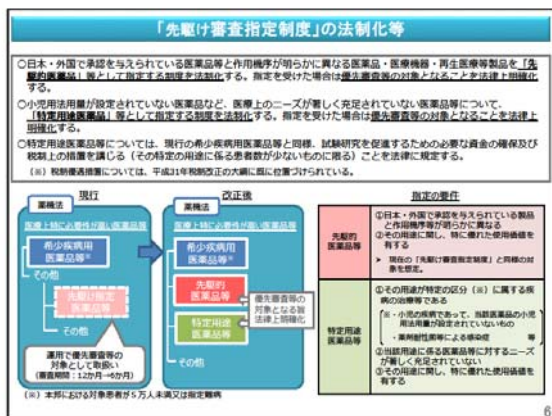 「先駆け審査指定制度」の法制化等
○日本・外国で承認を与えられている医薬品等と作用機序が明らかに異なる医薬品・医療機器・再生医療等製品を「先
駆的医薬品」等として指定する制度を法制化する。指定を受けた場合は優先審査等の対象となることを法律上明確化
する。
○小児用法用量が設定されていない医薬品など、医療上のニーズが著しく充足されていない医薬品等について、
「特定用途医薬品」等として指定する制度を法制化する。指定を受けた場合は優先審査等の対象となることを法律上
明確化する。
○特定用途医薬品等については、現行の希少疾病用医薬品等と同様、試験研究を促進するための必要な資金の確保及び
税制上の措置を講じる（その特定の用途に係る患者数が少ないものに限る）ことを法律に規定する。
（※）税制優遇措置については、平成31年税制改正の大綱に既に位置づけられている。
現行
薬機法
医療上特に必要性が高い医薬品等
希少疾病用
医薬品等※
その他
先駆け指定
医薬品等
その他
運用で優先審査等の
対象として取扱い
（審査期間：12か月→6か月）
改正後
薬機法
医療上特に必要性が高い医薬品等
希少疾病用
医薬品等※
先駆的
医薬品等
特定用途
医薬品等
その他
優先審査等の
対象となる旨
法律上明確化
指定の要件
先駆的
医薬品等
①日本・外国で承認を与えられている製品
と作用機序等が明らかに異なる
②その用途に関し、特に優れた使用価値を
有する
➤ 現在の「先駆け審査指定制度」と同様の対
象を想定。
特定用途
医薬品等
①その用途が特定の区分（※）に属する疾
病の治療等である
※・小児の疾病であって、当該医薬品の小児
用法用量が設定されていないもの
・薬剤耐性菌等による感染症 等
②当該用途に係る医薬品等に対するニーズ
が著しく充足されていない
③その用途に関し、特に優れた使用価値を
有する
（※）本邦における対象患者が５万人未満又は指定難病
6